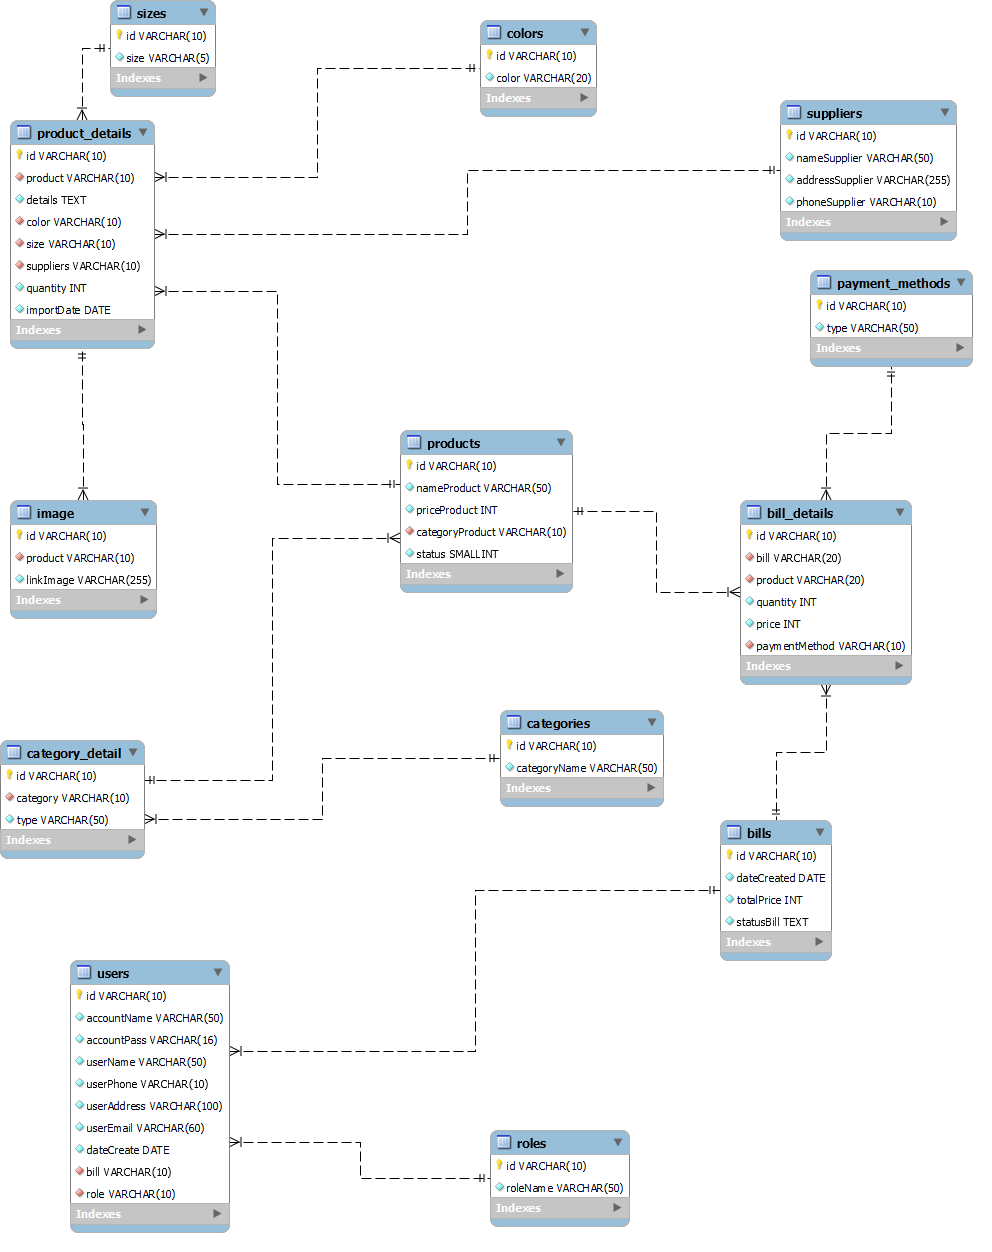 sizes
id VARCHAR(10)
size VARCHAR(5)
Indexes
colors
id VARCHAR(10)
color VARCHAR(20)
Indexes
suppliers
id VARCHAR(10)
nameSupplier VARCHAR(50)
addressSupplier VARCHAR(255)
phoneSupplier VARCHAR(10)
Indexes
product_details
id VARCHAR(10)
product VARCHAR(10)
details TEXT
color VARCHAR(10)
size VARCHAR(10)
suppliers VARCHAR(10)
quantity INT
importDate DATE
Indexes
payment_methods
id VARCHAR(10)
type VARCHAR(50)
Indexes
products
id VARCHAR(10)
nameProduct VARCHAR(50)
priceProduct INT
categoryProduct VARCHAR(10)
status SMALLINT
Indexes
image
id VARCHAR(10)
product VARCHAR(10)
linkImage VARCHAR(255)
Indexes
bill_details
id VARCHAR(10)
bill VARCHAR(20)
product VARCHAR(20)
quantity INT
price INT
paymentMethod VARCHAR(10)
Indexes
categories
id VARCHAR(10)
categoryName VARCHAR(50)
Indexes
category_detail
id VARCHAR(10)
category VARCHAR(10)
type VARCHAR(50)
Indexes
bills
id VARCHAR(10)
dateCreated DATE
totalPrice INT
statusBill TEXT
Indexes
users
id VARCHAR(10)
accountName VARCHAR(50)
accountPass VARCHAR(16)
userName VARCHAR(50)
userPhone VARCHAR(10)
userAddress VARCHAR(100)
userEmail VARCHAR(60)
dateCreate DATE
bill VARCHAR(10)
role VARCHAR(10)
Indexes
roles
id VARCHAR(10)
roleName VARCHAR(50)
Indexes